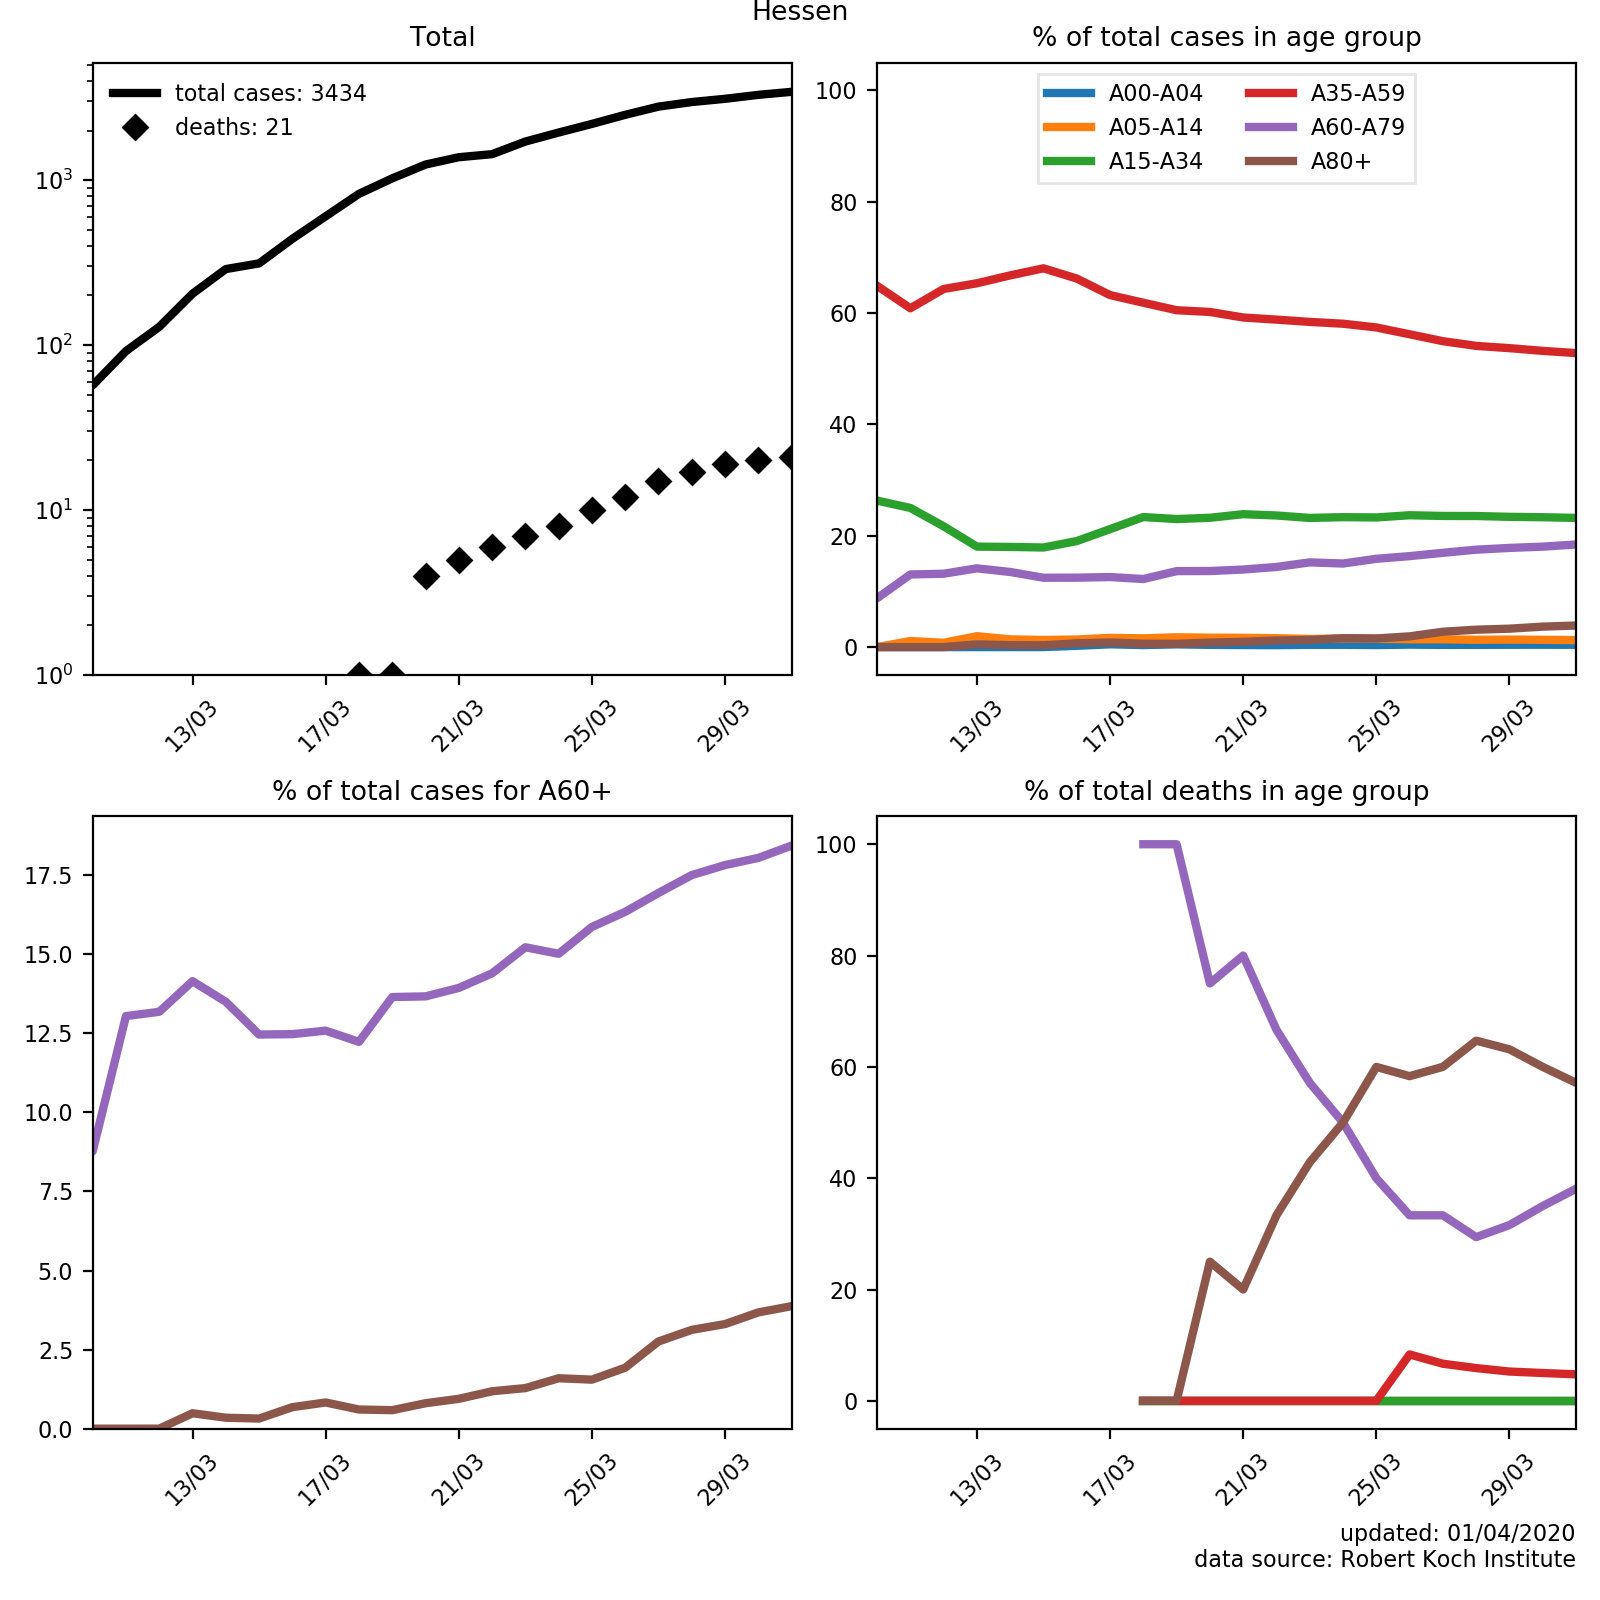 Hessen
Total
total cases: 3434
deaths: 21
10³
10²
10¹
10⁰
13/03
17/03
21/03
25/03
29/03
% of total cases in age group
A00-A04
A05-A14
A15-A34
A35-A59
A60-A79
A80+
100
80
60
40
20
0
13/03
17/03
21/03
25/03
29/03
% of total cases for A60+
17.5
15.0
12.5
10.0
7.5
5.0
2.5
0.0
13/03
17/03
21/03
25/03
29/03
% of total deaths in age group
100
80
60
40
20
0
13/03
17/03
21/03
25/03
29/03
updated: 01/04/2020
data source: Robert Koch Institute